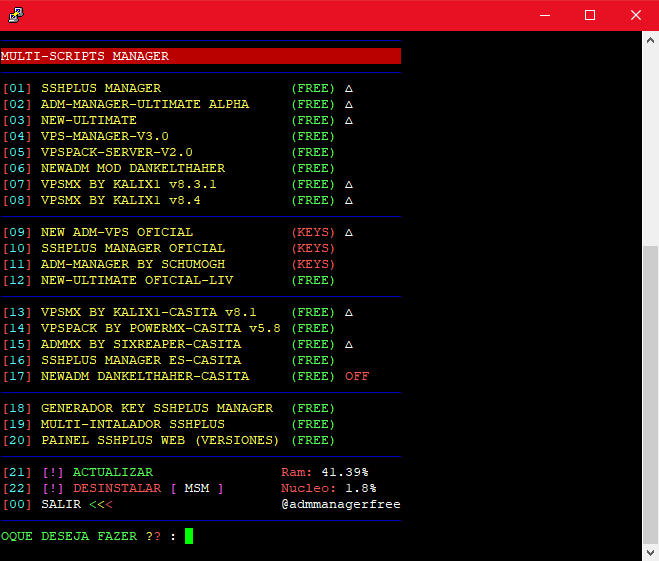 MULTI-SCRIPTS MANAGER
[01] SSHPLUS MANAGER (FREE) Δ
[02] ADM-MANAGER-ULTIMATE ALPHA (FREE) Δ
[03] NEW-ULTIMATE (FREE) Δ
[04] VPS-MANAGER-V3.0 (FREE)
[05] VPSPACK-SERVER-V2.0 (FREE)
[06] NEWADM MOD DANKELTHAHER (FREE)
[07] VPSMX BY KALIX1 v8.3.1 (FREE) Δ
[08] VPSMX BY KALIX1 v8.4 (FREE) Δ
[09] NEW ADM-VPS OFICIAL (KEYS) Δ
[10] SSHPLUS MANAGER OFICIAL (KEYS)
[11] ADM-MANAGER BY SCHUMOGH (KEYS)
[12] NEW-ULTIMATE OFICIAL-LIV (FREE)
[13] VPSMX BY KALIX1-CASITA v8.1 (FREE) Δ
[14] VPSPACK BY POWERMX-CASITA v5.8 (FREE)
[15] ADMMX BY SIXREAPER-CASITA (FREE) Δ
[16] SSHPLUS MANAGER ES-CASITA (FREE)
[17] NEWADM DANKELTHAHER-CASITA (FREE) OFF
[18] GENERADOR KEY SSHPLUS MANAGER (FREE)
[19] MULTI-INTALADOR SSHPLUS (FREE)
[20] PAINEL SSHPLUS WEB (VERSIONES) (FREE)
[21] [!] ACTUALIZAR Ram: 41.39%
[22] [!] DESINSTALAR [ MSM ] Nucleo: 1.8%
[00] SALIR <<< @admmanagerfree
OQUE DESEJA FAZER ?? :